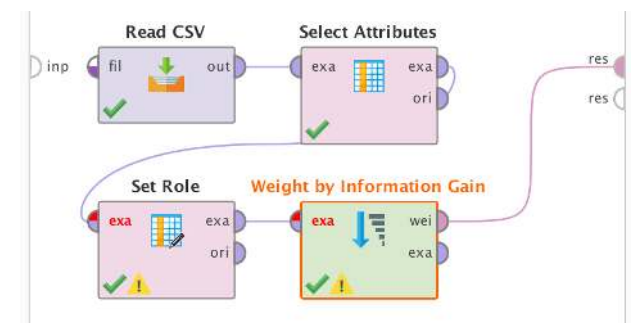 Read CSV
Select Attributes
inp
fil
out
exa
exa
ori
res
res
Set Role
Weight by Information Gain
exa
exa
ori
exa
wei
exa